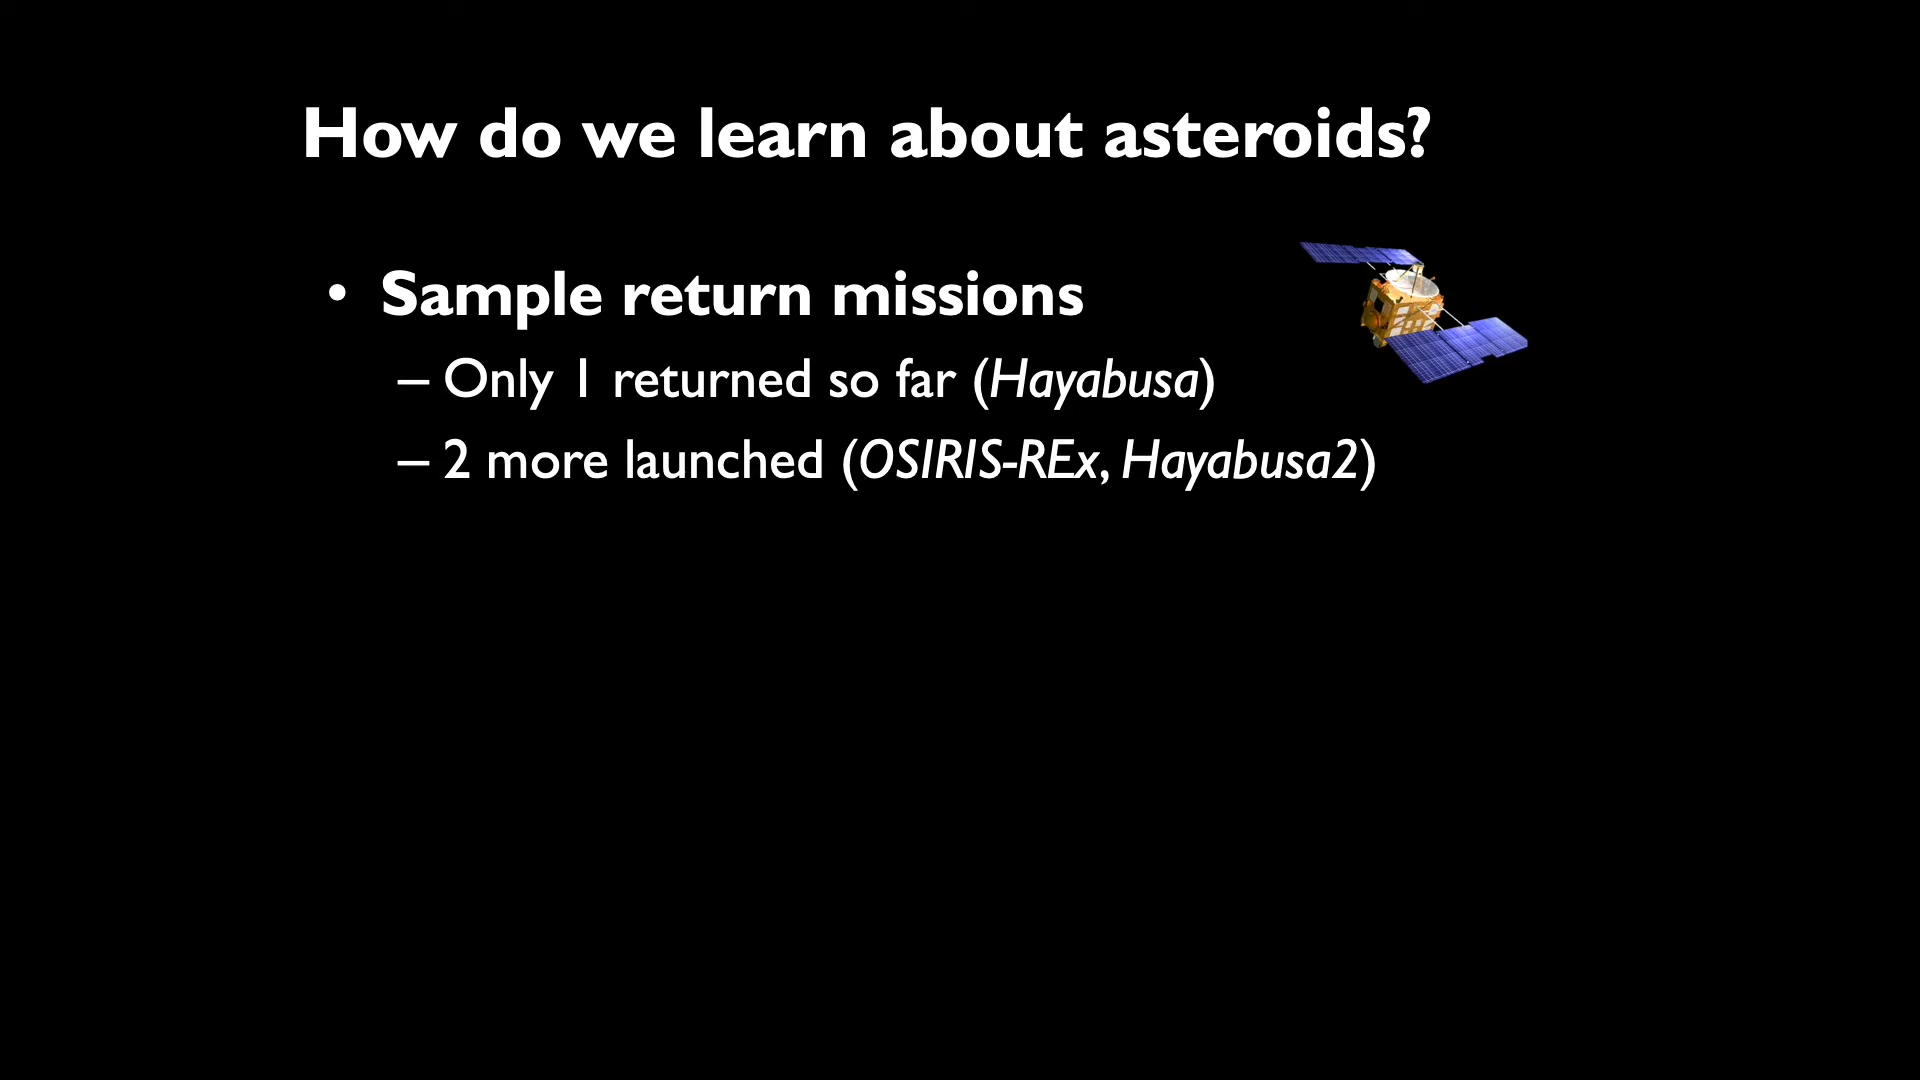 How do we learn about asteroids?
• Sample return missions
– Only 1 returned so far (Hayabusa)
– 2 more launched (OSIRIS-REx, Hayabusa2)